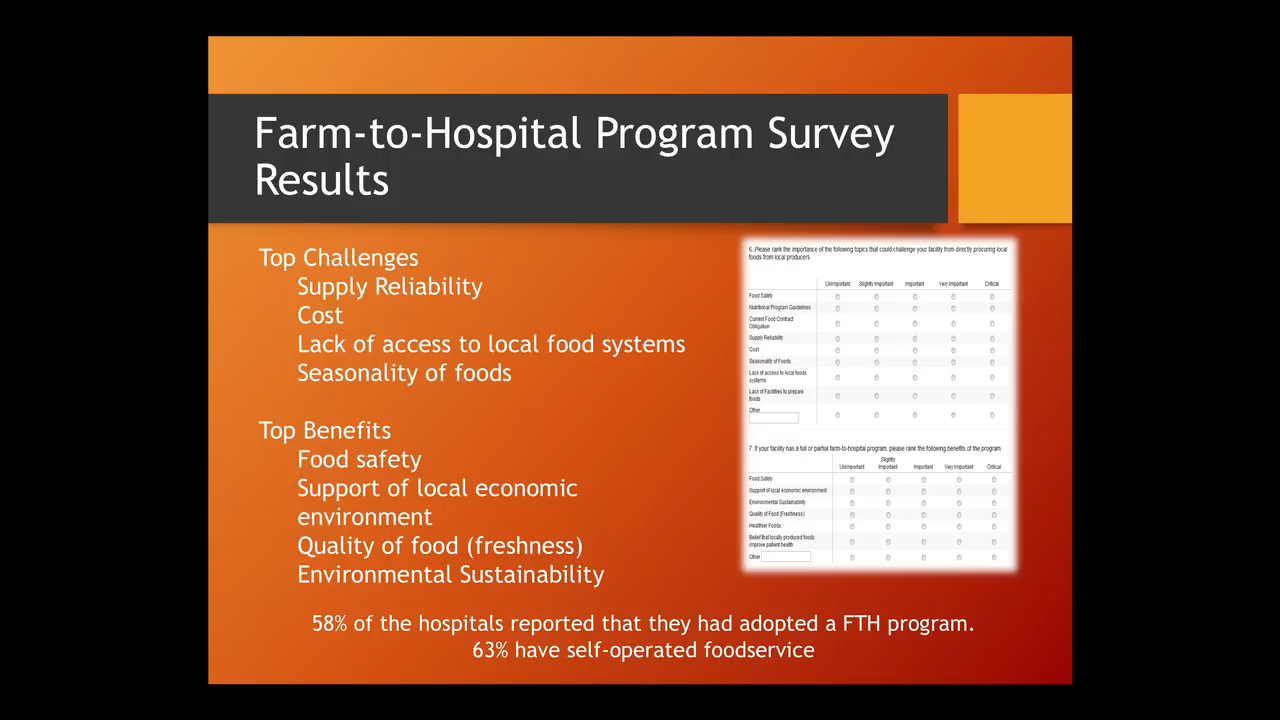 Farm-to-Hospital Program Survey
Results
Top Challenges
Supply Reliability
Cost
Lack of access to local food systems
Seasonality of foods
Top Benefits
Food safety
Support of local economic
environment
Quality of food (freshness)
Environmental Sustainability
58% of the hospitals reported that they had adopted a FTH program.
63% have self-operated foodservice
6. Please rank the importance of the following topics that could challenge your facility from directly procuring local
foods from local producers.
Unimportant Slightly Important Important Very Important Critical
Food Safety
Nutritional Program Guidelines
Current Food Contract
Obligation
Supply Reliability
Cost
Seasonality of Foods
Lack of access to local foods
systems
Lack of Facilities to prepare
foods
Other
7. If your facility has a full or partial farm-to-hospital program, please rank the following benefits of the program
Unimportant Slightly
Important Important Very Important Critical
Food Safety
Support of local economic environment
Environmental Sustainability
Quality of Food (Freshness)
Healthier Foods
Belief that locally produced foods
improve patient health
Other